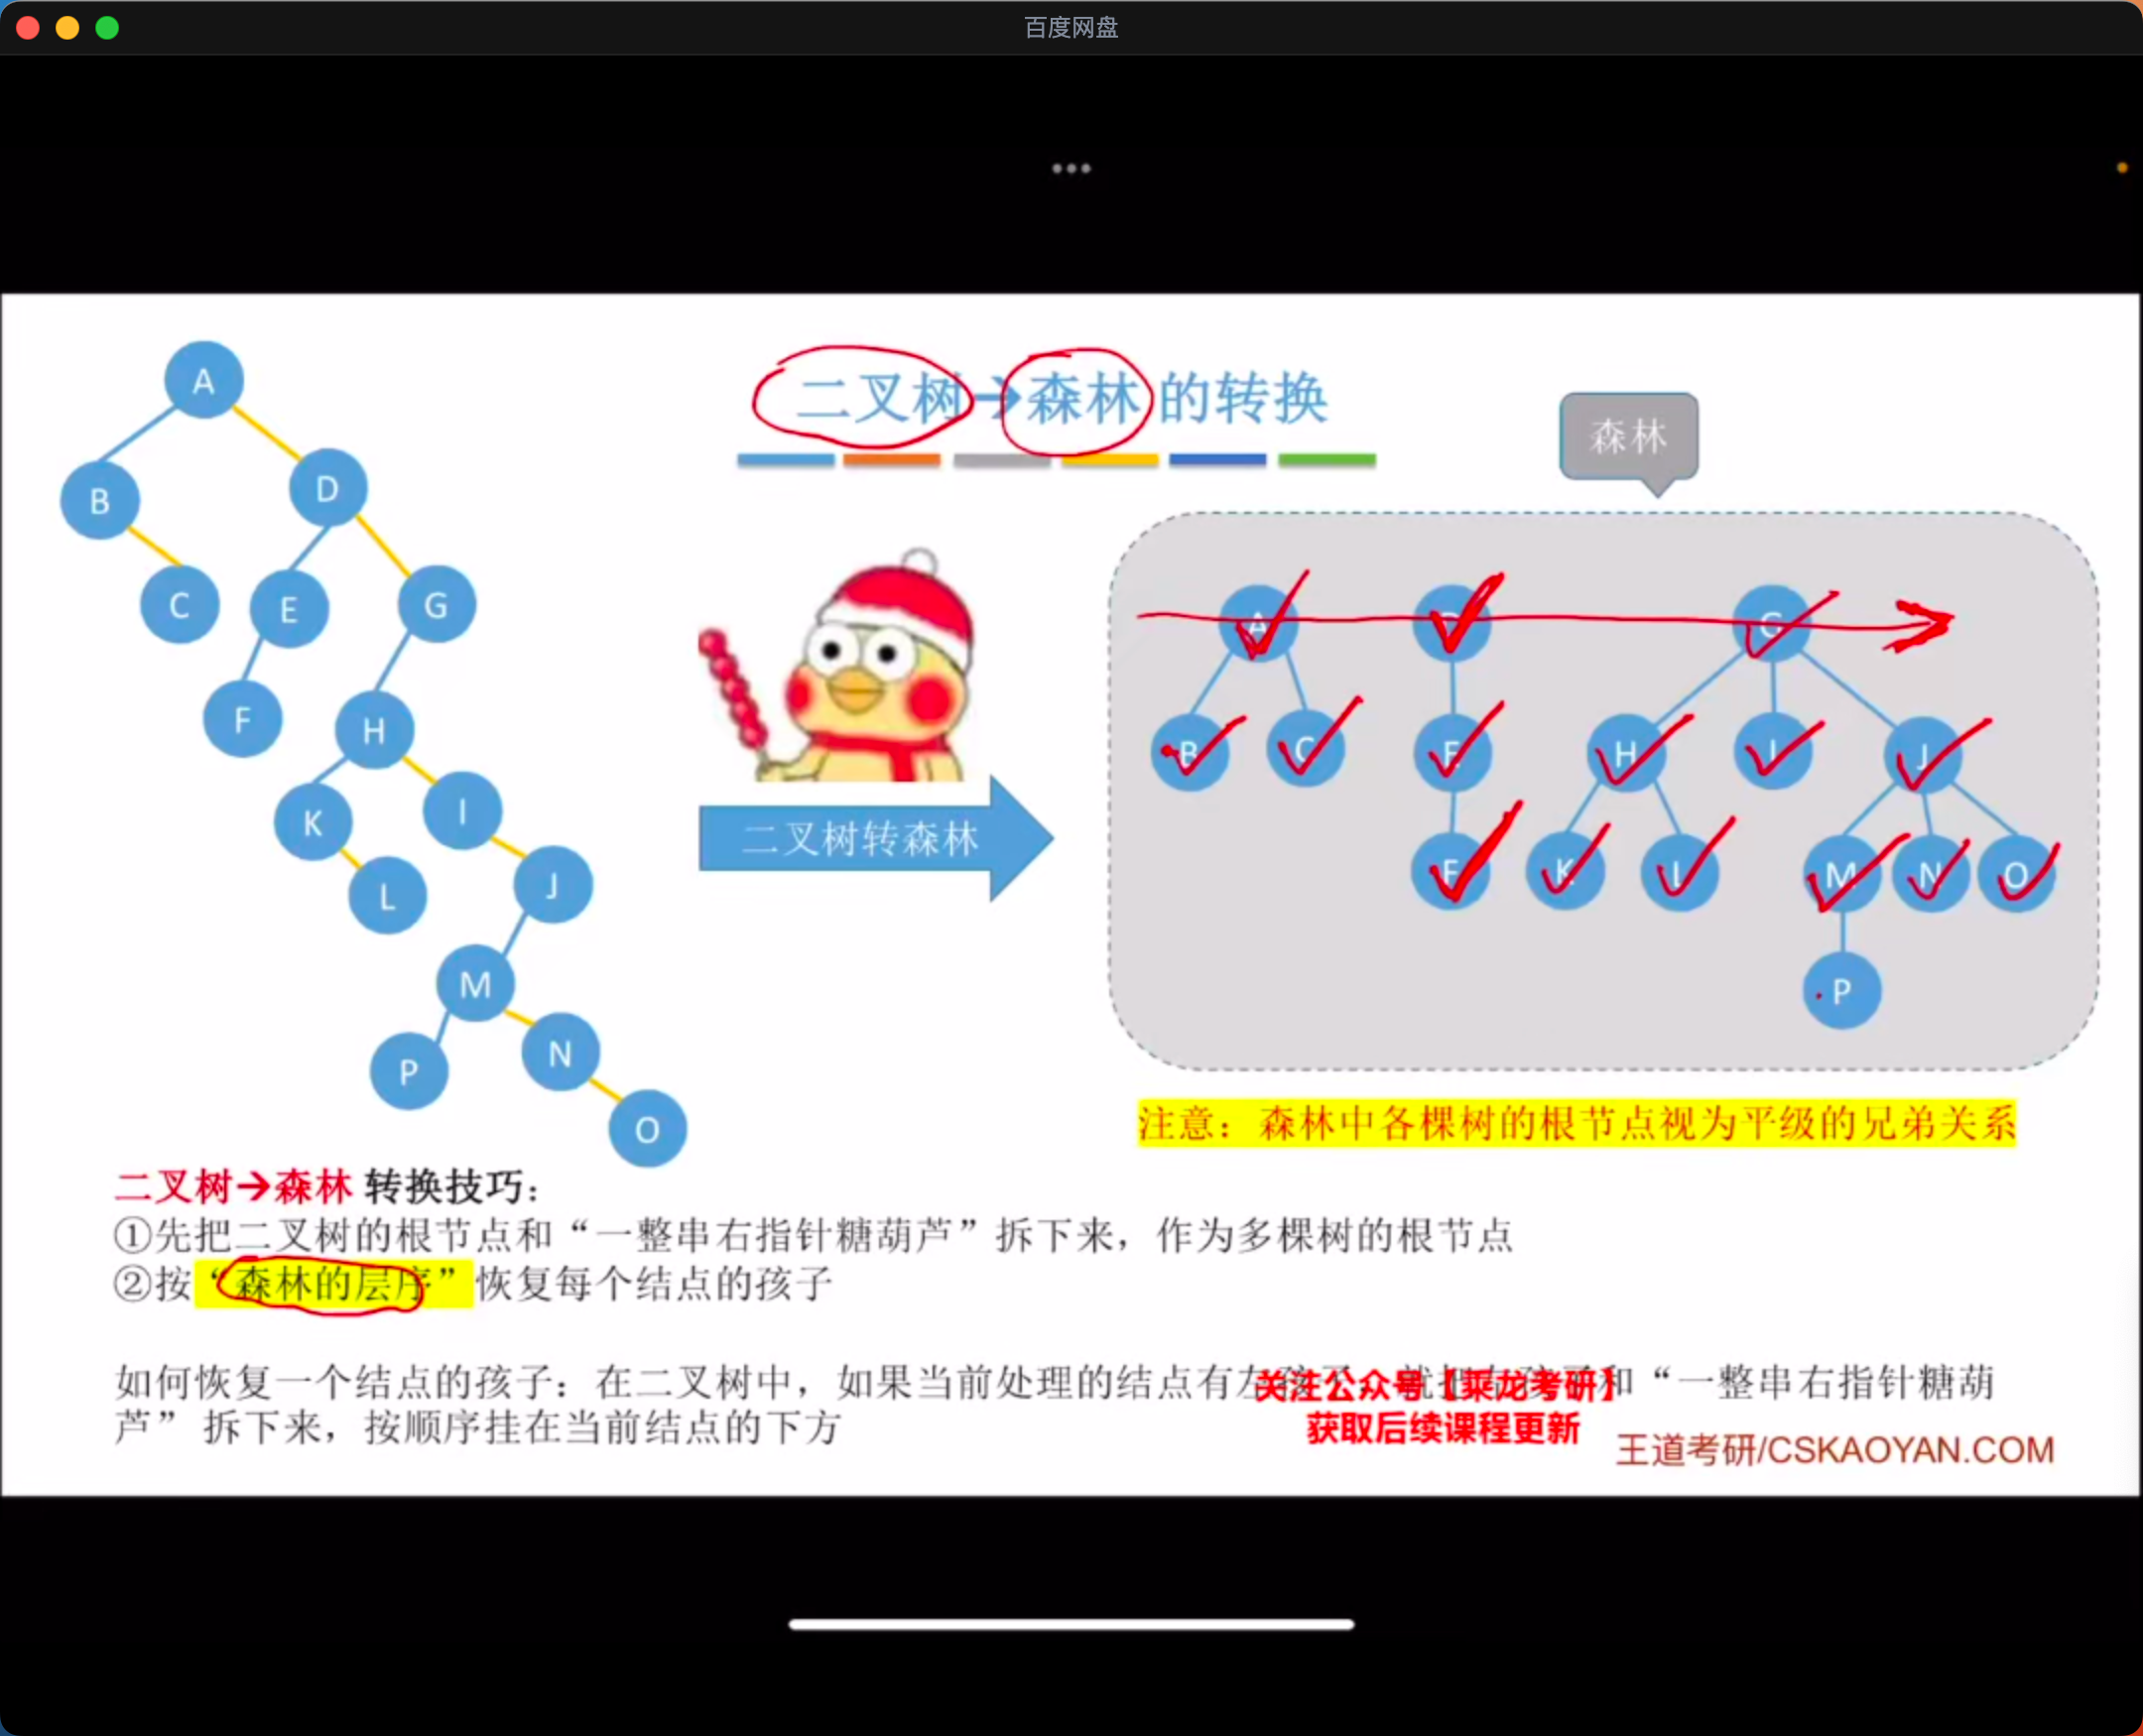 百度网盘
二叉树→森林 的转换
森林
A
B
D
C
E
G
F
H
K
I
L
J
M
P
N
O
二叉树转森林
A
D
G
B
C
E
H
I
J
F
K
L
M
N
O
P
注意：森林中各棵树的根节点视为平级的兄弟关系
二叉树→森林 转换技巧：
①先把二叉树的根节点和“一整串右指针糖葫芦”拆下来，作为多棵树的根节点
②按“森林的层序”恢复每个结点的孩子
如何恢复一个结点的孩子：在二叉树中，如果当前处理的结点有左 和“一整串右指针糖葫
芦” 拆下来，按顺序挂在当前结点的下方
关注公众号【乘龙考研】
获取后续课程更新
王道考研/CSKAOYAN.COM